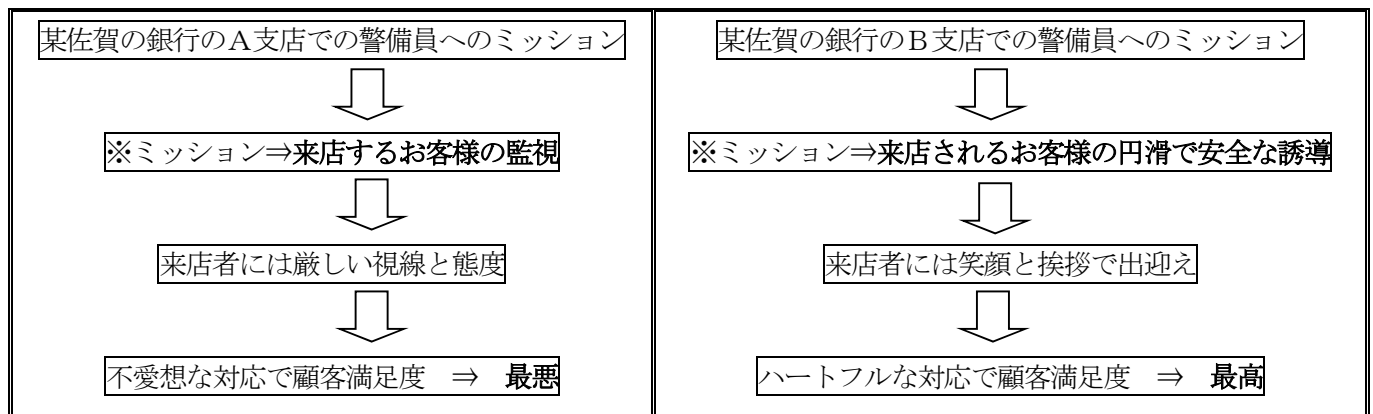 某佐賀の銀行のＡ支店での警備員へのミッション
※ミッション⇒来店するお客様の監視
来店者には厳しい視線と態度
不愛想な対応で顧客満足度　⇒　最悪
某佐賀の銀行のＢ支店での警備員へのミッション
※ミッション⇒来店されるお客様の円滑で安全な誘導
来店者には笑顔と挨拶で出迎え
ハートフルな対応で顧客満足度　⇒　最高